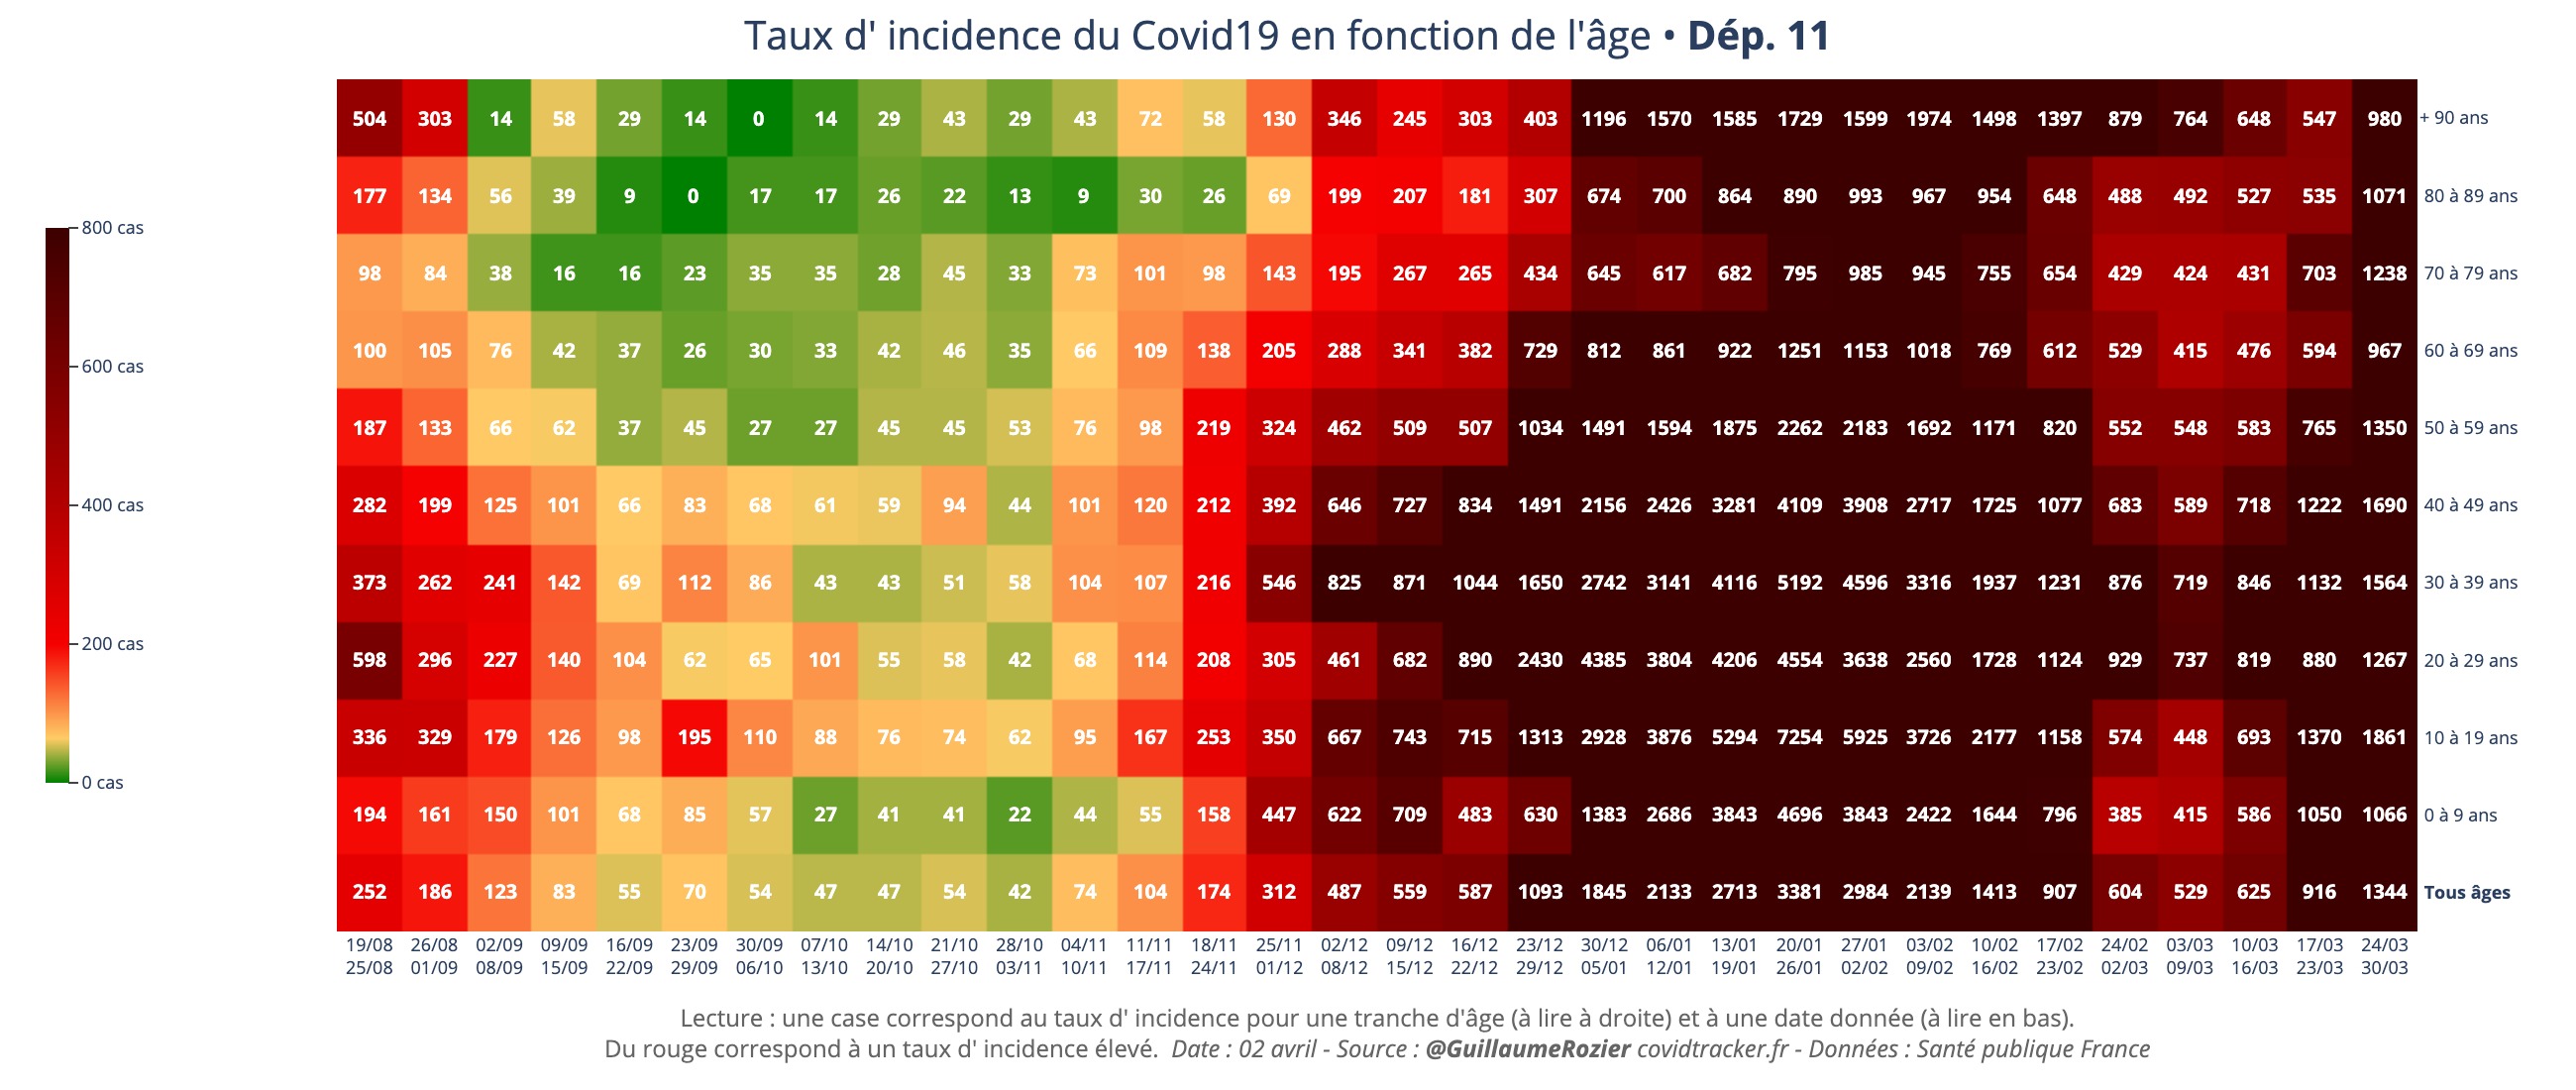 Taux d' incidence du Covid19 en fonction de l'âge • Dép. 11
504 303 14 58 29 14 0 14 29 43 29 43 72 58 130 346 245 303 403 1196 1570 1585 1729 1599 1974 1498 1397 879 764 648 547 980 + 90 ans
177 134 56 39 9 0 17 17 26 22 13 9 30 26 69 199 207 181 307 674 700 864 890 993 967 954 648 488 492 527 535 1071 80 à 89 ans
98 84 38 16 16 23 35 35 28 45 33 73 101 98 143 195 267 265 434 645 617 682 795 985 945 755 654 429 424 431 703 1238 70 à 79 ans
100 105 76 42 37 26 30 33 42 46 35 66 109 138 205 288 341 382 729 812 861 922 1251 1153 1018 769 612 529 415 476 594 967 60 à 69 ans
187 133 66 62 37 45 27 27 45 45 53 76 98 219 324 462 509 507 1034 1491 1594 1875 2262 2183 1692 1171 820 552 548 583 765 1350 50 à 59 ans
282 199 125 101 66 83 68 61 59 94 44 101 120 212 392 646 727 834 1491 2156 2426 3281 4109 3908 2717 1725 1077 683 589 718 1222 1690 40 à 49 ans
373 262 241 142 69 112 86 43 43 51 58 104 107 216 546 825 871 1044 1650 2742 3141 4116 5192 4596 3316 1937 1231 876 719 846 1132 1564 30 à 39 ans
598 296 227 140 104 62 65 101 55 58 42 68 114 208 305 461 682 890 2430 4385 3804 4206 4554 3638 2560 1728 1124 929 737 819 880 1267 20 à 29 ans
336 329 179 126 98 195 110 88 76 74 62 95 167 253 350 667 743 715 1313 2928 3876 5294 7254 5925 3726 2177 1158 574 448 693 1370 1861 10 à 19 ans
194 161 150 101 68 85 57 27 41 41 22 44 55 158 447 622 709 483 630 1383 2686 3843 4696 3843 2422 1644 796 385 415 586 1050 1066 0 à 9 ans
252 186 123 83 55 70 54 47 47 54 42 74 104 174 312 487 559 587 1093 1845 2133 2713 3381 2984 2139 1413 907 604 529 625 916 1344 Tous âges
19/08 26/08 02/09 09/09 16/09 23/09 30/09 07/10 14/10 21/10 28/10 04/11 11/11 18/11 25/11 02/12 09/12 16/12 23/12 30/12 06/01 13/01 20/01 27/01 03/02 10/02 17/02 24/02 03/03 10/03 17/03 24/03
25/08 01/09 08/09 15/09 22/09 29/09 06/10 13/10 20/10 27/10 03/11 10/11 17/11 24/11 01/12 08/12 15/12 22/12 29/12 05/01 12/01 19/01 26/01 02/02 09/02 16/02 23/02 02/03 09/03 16/03 23/03 30/03
800 cas
600 cas
400 cas
200 cas
0 cas
Lecture : une case correspond au taux d' incidence pour une tranche d'âge (à lire à droite) et à une date donnée (à lire en bas).
Du rouge correspond à un taux d' incidence élevé. Date : 02 avril - Source : @GuillaumeRozier covidtracker.fr - Données : Santé publique France